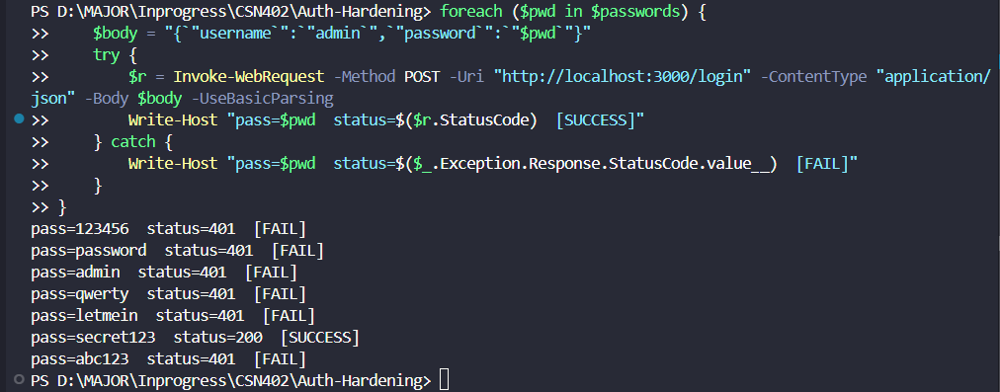 PS D:\MAJOR\Inprogress\CSN402\Auth-Hardening> foreach ($pwd in $passwords) {
>>     $body = "{`"username`":`"admin`",`"password`":`"$pwd`"}"
>>     try {
>>         $r = Invoke-WebRequest -Method POST -Uri "http://localhost:3000/login" -ContentType "application/
json" -Body $body -UseBasicParsing
>>         Write-Host "pass=$pwd  status=$($r.StatusCode)  [SUCCESS]"
>>     } catch {
>>         Write-Host "pass=$pwd  status=$($_.Exception.Response.StatusCode.value__)  [FAIL]"
>>     }
>> }
pass=123456  status=401  [FAIL]
pass=password  status=401  [FAIL]
pass=admin  status=401  [FAIL]
pass=qwerty  status=401  [FAIL]
pass=letmein  status=401  [FAIL]
pass=secret123  status=200  [SUCCESS]
pass=abc123  status=401  [FAIL]
PS D:\MAJOR\Inprogress\CSN402\Auth-Hardening>